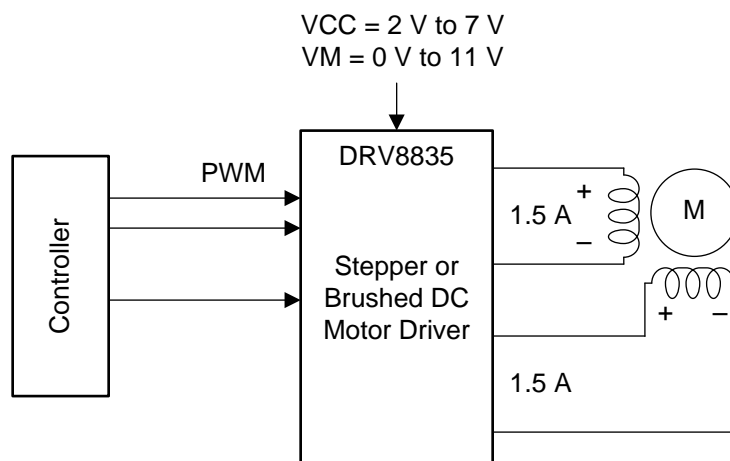 VCC = 2 V to 7 V
VM = 0 V to 11 V
Controller
PWM
DRV8835
Stepper or
Brushed DC
Motor Driver
1.5 A
+
–
M
+ –
1.5 A